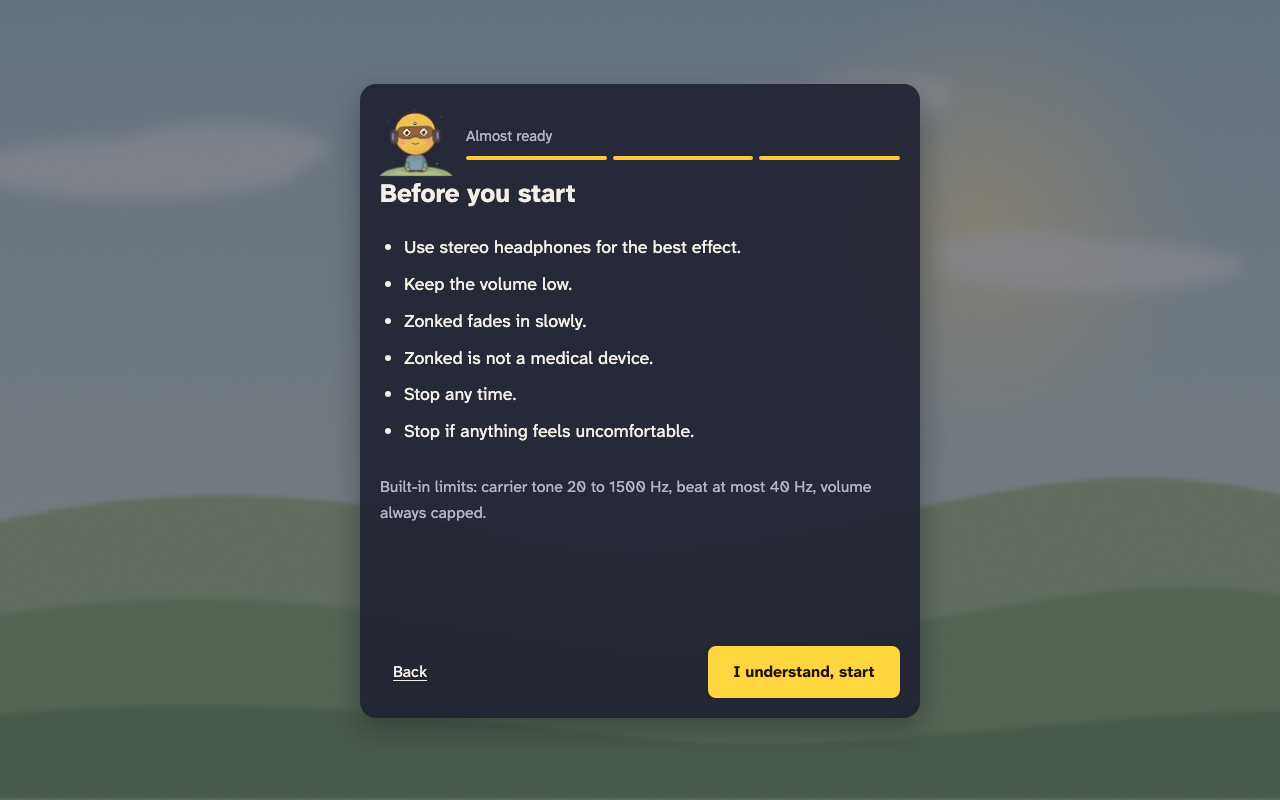 Almost ready
Before you start
• Use stereo headphones for the best effect.
• Keep the volume low.
• Zonked fades in slowly.
• Zonked is not a medical device.
• Stop any time.
• Stop if anything feels uncomfortable.
Built-in limits: carrier tone 20 to 1500 Hz, beat at most 40 Hz, volume
always capped.
Back
I understand, start